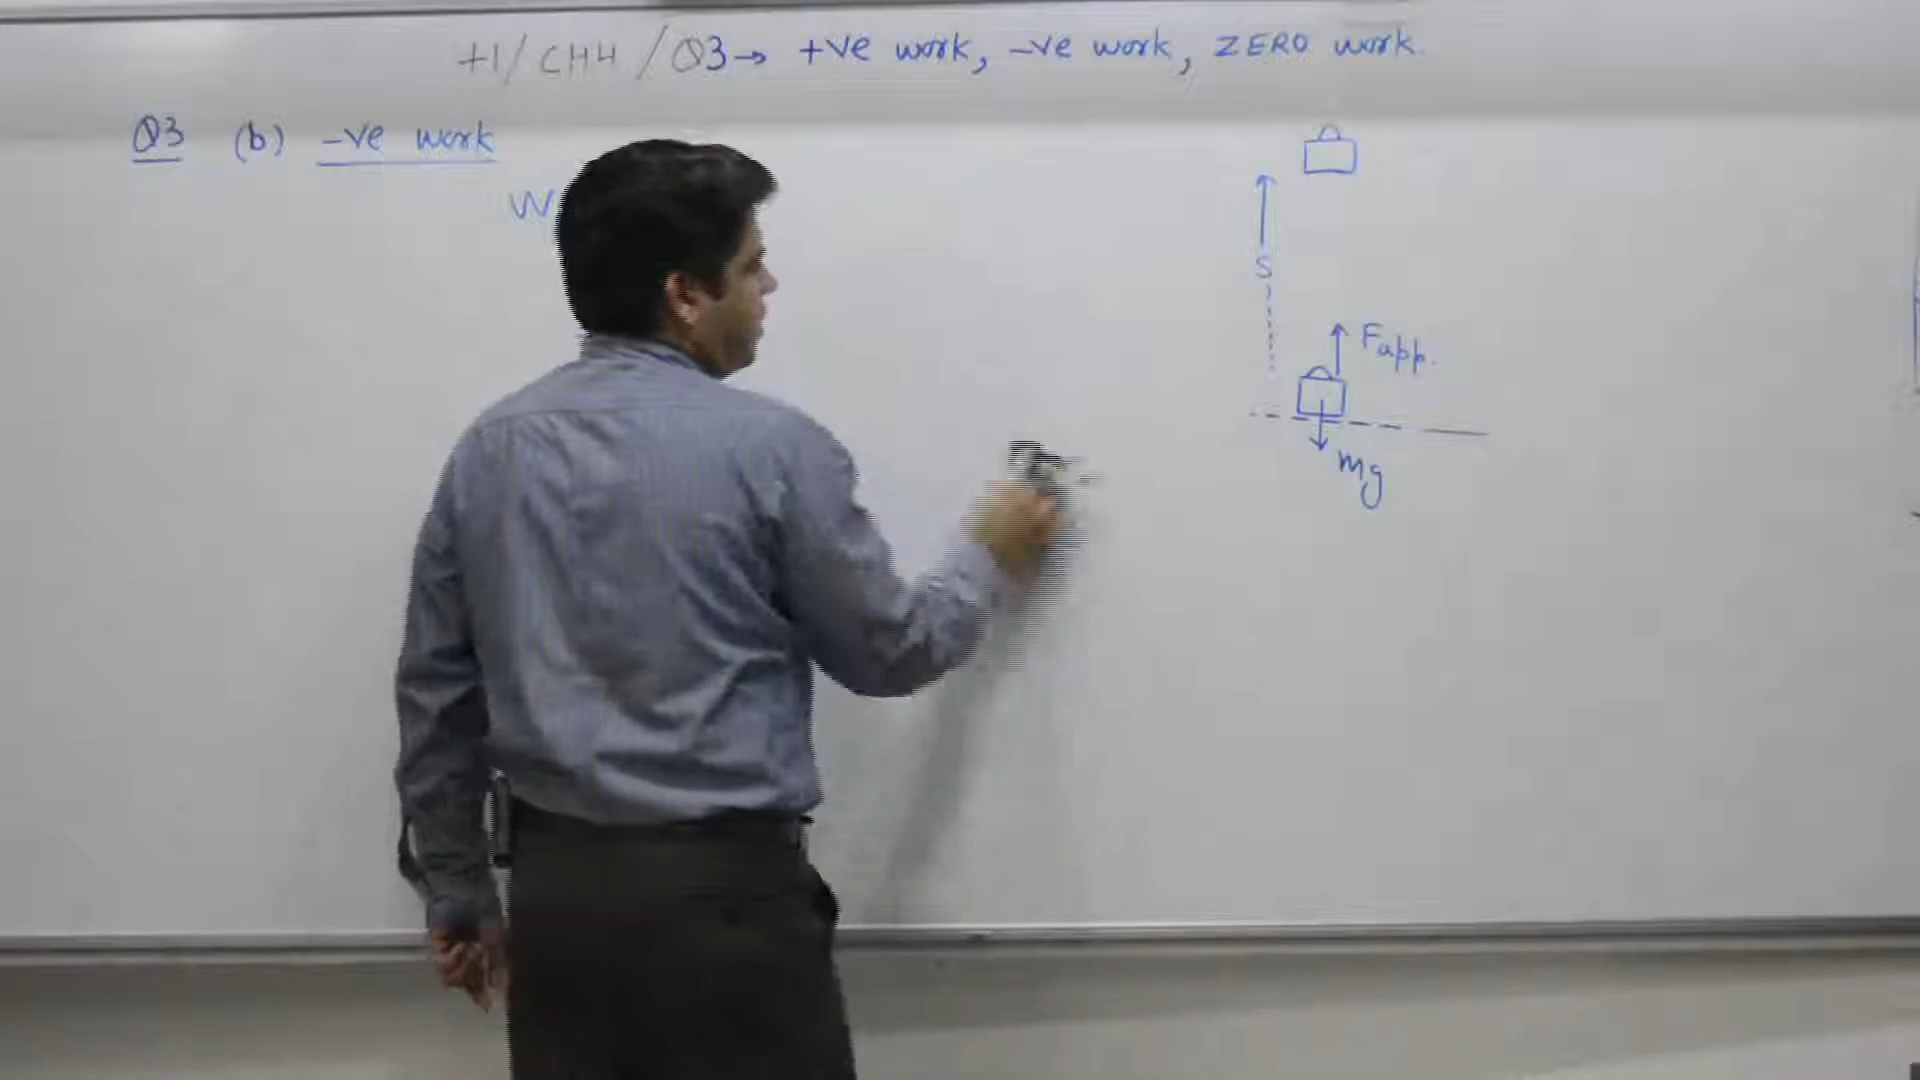 +1/CH4/Q3→ +ve work, -ve work, ZERO work.
Q3 (b) -ve work
W
S
Fapp.
mg